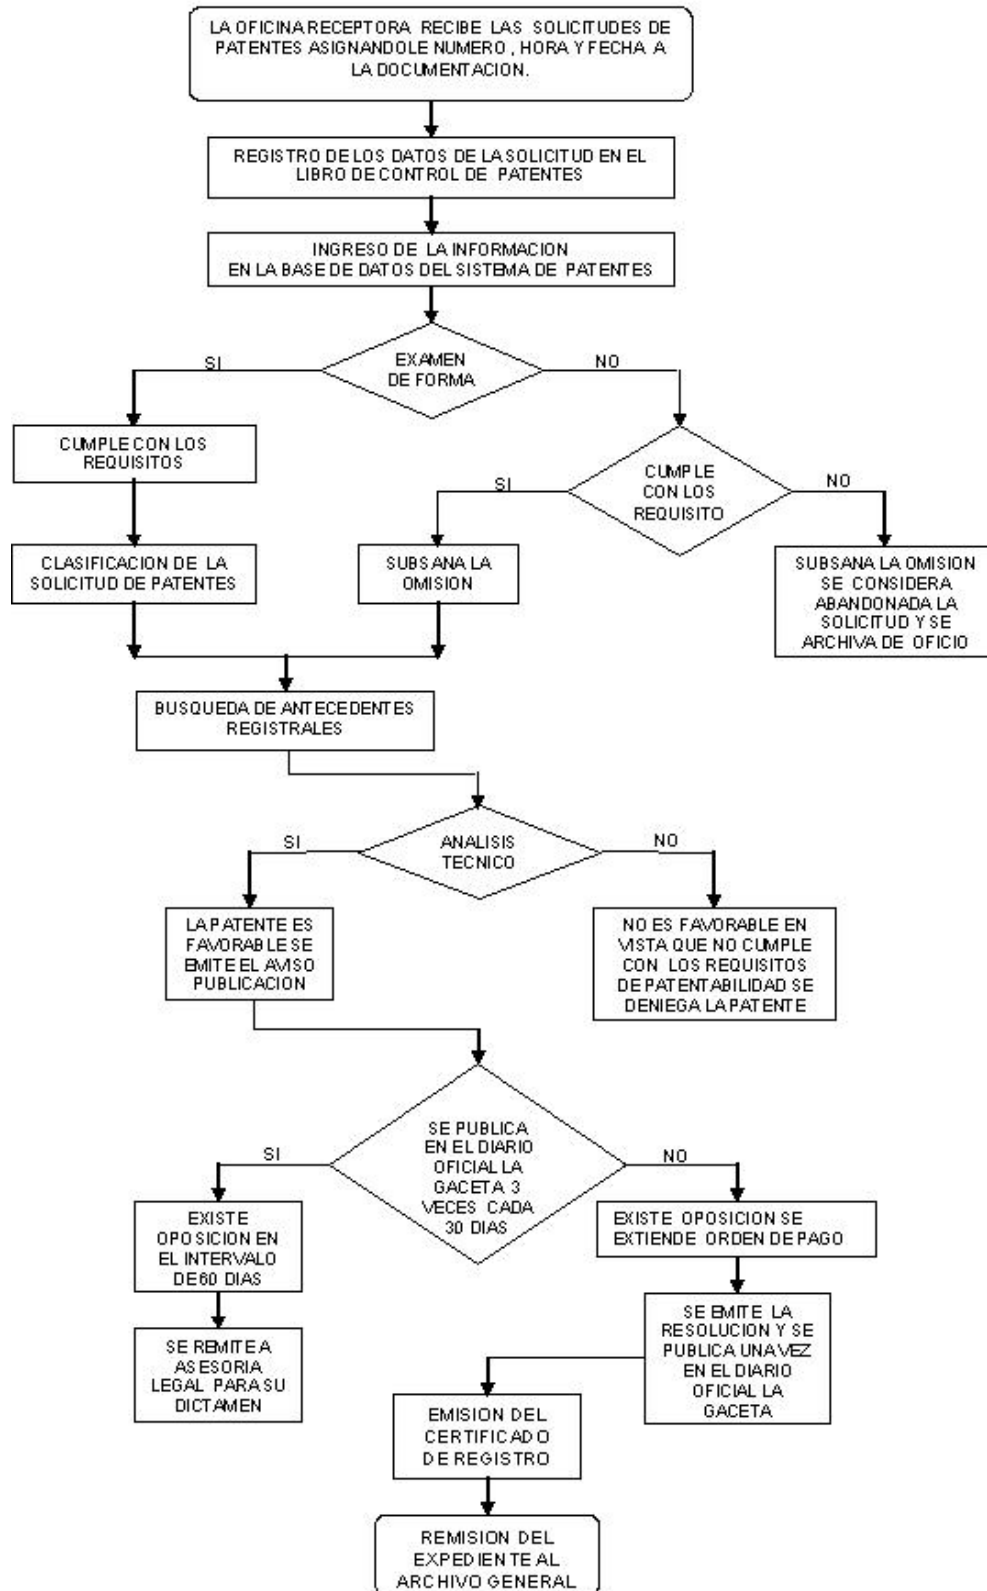 LA OFICINA RECEPTORA RECIBE LAS SOLICITUDES DE
PATENTES ASIGNANDOLE NUMERO , HORA Y FECHA A
LA DOCUMENTACION.
REGISTRO DE LOS DATOS DE LA SOLICITUD EN EL
LIBRO DE CONTROL DE PATENTES
INGRESO DE LA INFORMACION
EN LA BASE DE DATOS DEL SISTEMA DE PATENTES
SI
EXAMEN
DE FORMA
NO
CUMPLE CON LOS
REQUISITOS
SI
CUMPLE
CON LOS
REQUISITO
NO
CLASIFICACION DE LA
SOLICITUD DE PATENTES
SUBSANA LA
OMISION
SUBSANA LA OMISION
SE CONSIDERA
ABANDONADA LA
SOLICITUD Y SE
ARCHIVA DE OFICIO
BUSQUEDA DE ANTECEDENTES
REGISTRALES
SI
ANALISIS
TECNICO
NO
LA PATENTE ES
FAVORABLE SE
EMITE EL AVISO
PUBLICACION
NO ES FAVORABLE EN
VISTA QUE NO CUMPLE
CON LOS REQUISITOS
DE PATENTABILIDAD SE
DENIEGA LA PATENTE
SI
SE PUBLICA
EN EL DIARIO
OFICIAL LA
GACETA 3
VECES CADA
30 DIAS
NO
EXISTE
OPOSICION EN
EL INTERVALO
DE 60 DIAS
EXISTE OPOSICION SE
EXTIENDE ORDEN DE PAGO
SE REMITE A
ASESORIA
LEGAL PARA SU
DICTAMEN
SE EMITE LA
RESOLUCION Y SE
PUBLICA UNA VEZ
EN EL DIARIO
OFICIAL LA
GACETA
EMISION DEL
CERTIFICADO
DE REGISTRO
REMISION DEL
EXPEDIENTE AL
ARCHIVO GENERAL